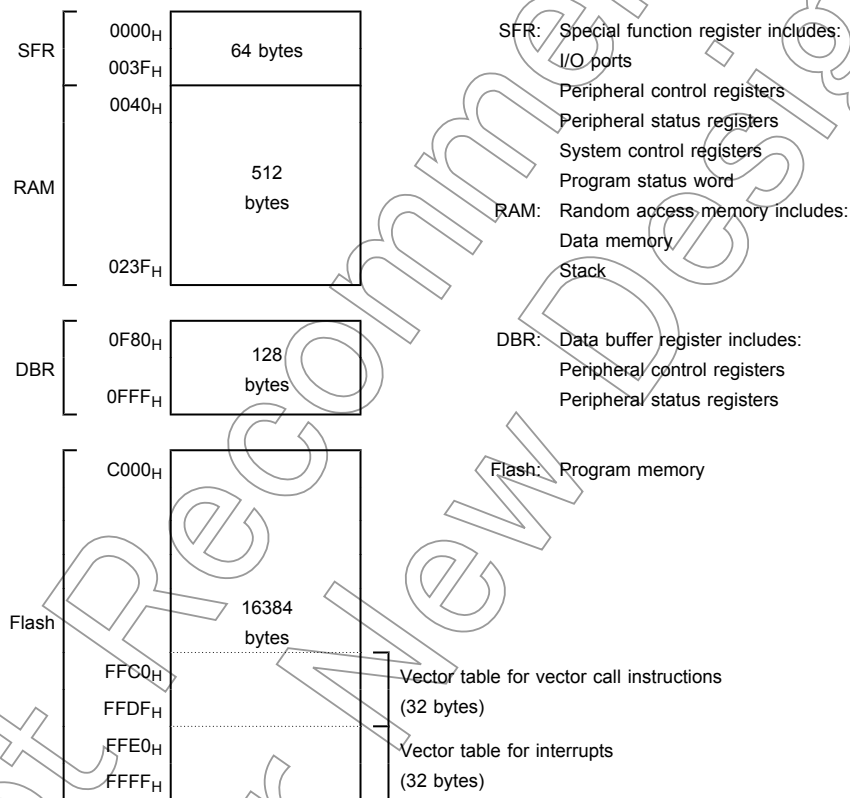 SFR
0000H
003FH
64 bytes
RAM
0040H
023FH
512
bytes
DBR
0F80H
0FFFH
128
bytes
Flash
C000H
16384
bytes
FFC0H
FFDFH
FFE0H
FFFFH
Vector table for vector call instructions
(32 bytes)
Vector table for interrupts
(32 bytes)
SFR: Special function register includes:
I/O ports
Peripheral control registers
Peripheral status registers
System control registers
Program status word
RAM: Random access memory includes:
Data memory
Stack
DBR: Data buffer register includes:
Peripheral control registers
Peripheral status registers
Flash: Program memory